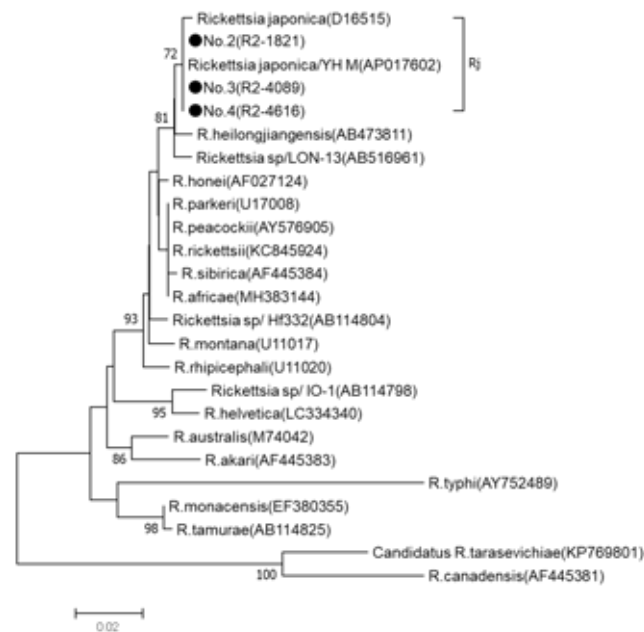 Rickettsia japonica(D16515)
No.2(R2-1821)
72
Rickettsia japonica/YH M(AP017602)
Rj
No.3(R2-4089)
No.4(R2-4616)
81
R.heilongjiangensis(AB473811)
Rickettsia sp/LON-13(AB516961)
R.honei(AF027124)
R.parkeri(U17008)
R.peacockii(AY576905)
R.rickettsii(KC845924)
R.sibirica(AF445384)
R.africae(MH383144)
93
Rickettsia sp/ Hf332(AB114804)
R.montana(U11017)
R.rhipicephali(U11020)
Rickettsia sp/ IO-1(AB114798)
95
R.helvetica(LC334340)
R.australis(M74042)
86
R.akari(AF445383)
R.typhi(AY752489)
R.monacensis(EF380355)
98
R.tamurae(AB114825)
Candidatus R.tarasevichiae(KP769801)
100
R.canadensis(AF445381)
0.02